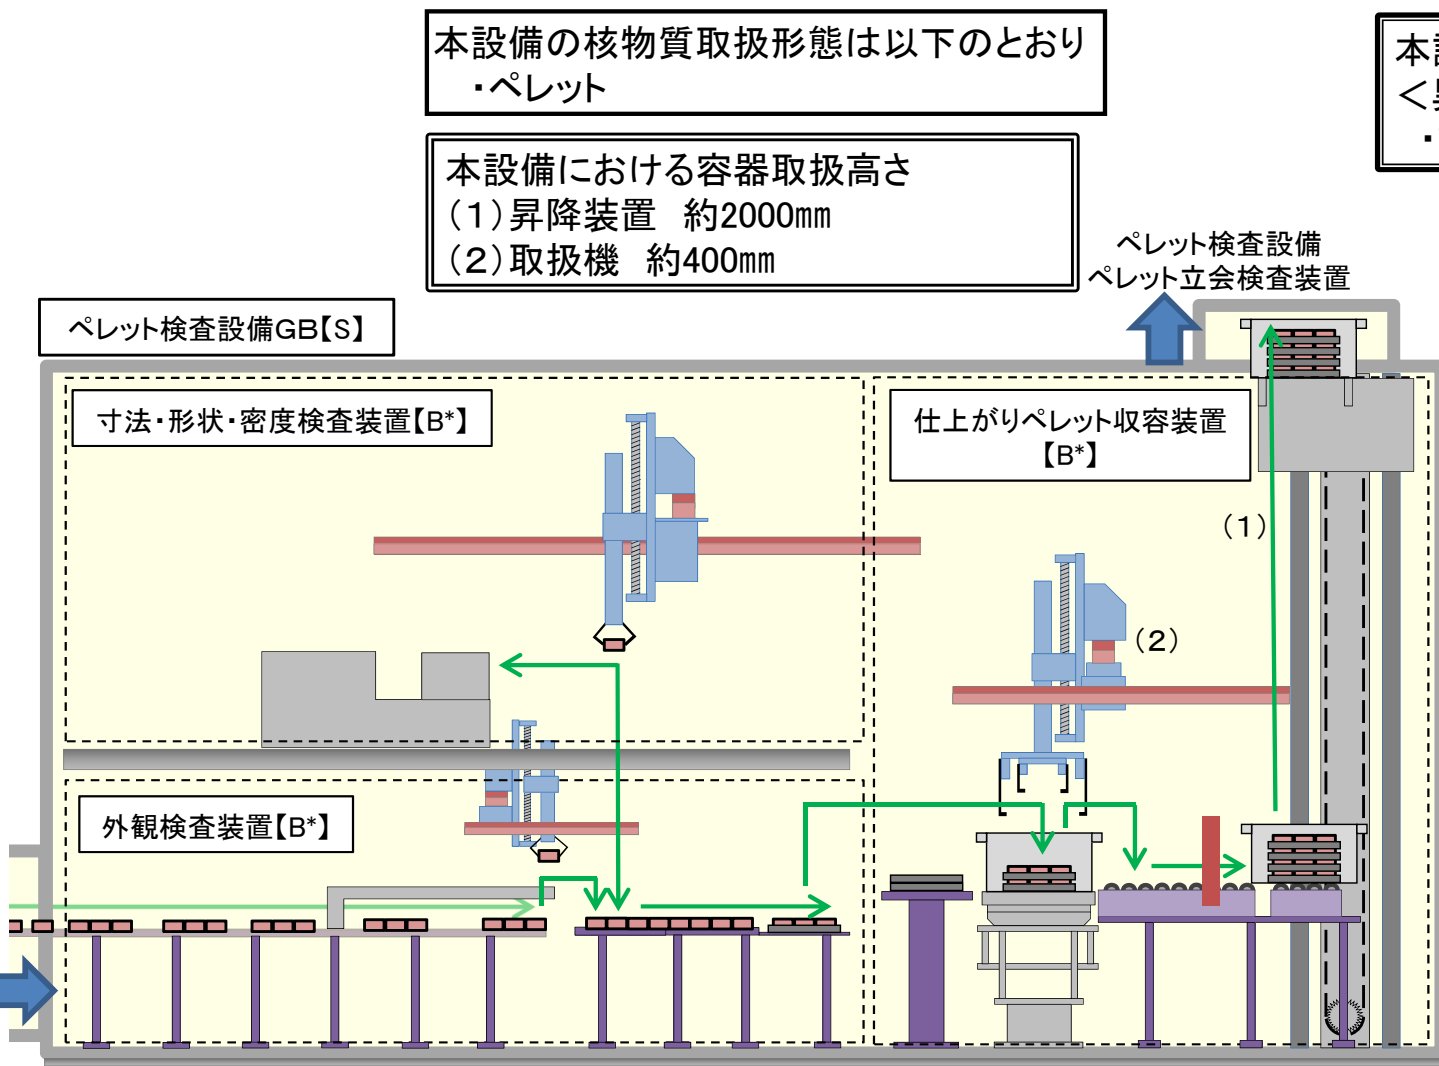 本設備の核物質取扱形態は以下のとおり
・ペレット
本設備における容器取扱高さ
（1）昇降装置　約2000㎜
（2）取扱機　約400㎜
ペレット検査設備
ペレット立会検査装置
ペレット検査設備GB【S】
寸法・形状・密度検査装置【B*】
仕上がりペレット収容装置
【B*】
（1）
（2）
外観検査装置【B*】
本
＜
・